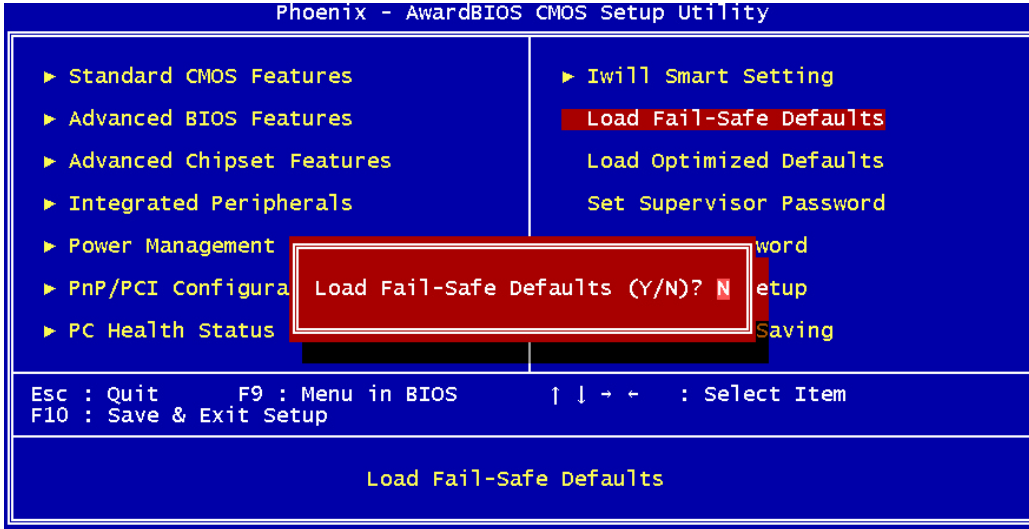 Phoenix - AwardBIOS CMOS Setup Utility
► Standard CMOS Features
► Advanced BIOS Features
► Advanced Chipset Features
► Integrated Peripherals
► Power Management
► PnP/PCI Configura
► PC Health Status
► Iwill Smart Setting
Load Fail-Safe Defaults
Load Optimized Defaults
Set Supervisor Password
word
etup
Saving
Load Fail-Safe Defaults (Y/N)? N
Esc : Quit F9 : Menu in BIOS ↑ ↓ → ← : Select Item
F10 : Save & Exit Setup
Load Fail-Safe Defaults